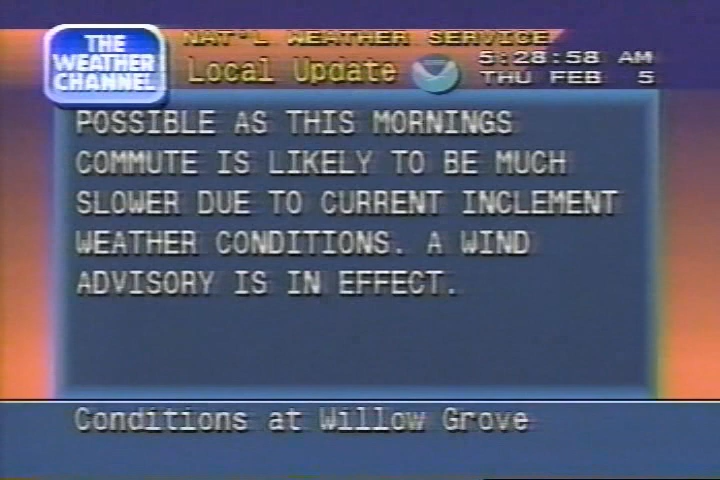 THE
WEATHER
CHANNEL
NAT'L WEATHER SERVICE
Local Update
5:28:58 AM
THU FEB 5
POSSIBLE AS THIS MORNINGS
COMMUTE IS LIKELY TO BE MUCH
SLOWER DUE TO CURRENT INCLEMENT
WEATHER CONDITIONS. A WIND
ADVISORY IS IN EFFECT.
Conditions at Willow Grove